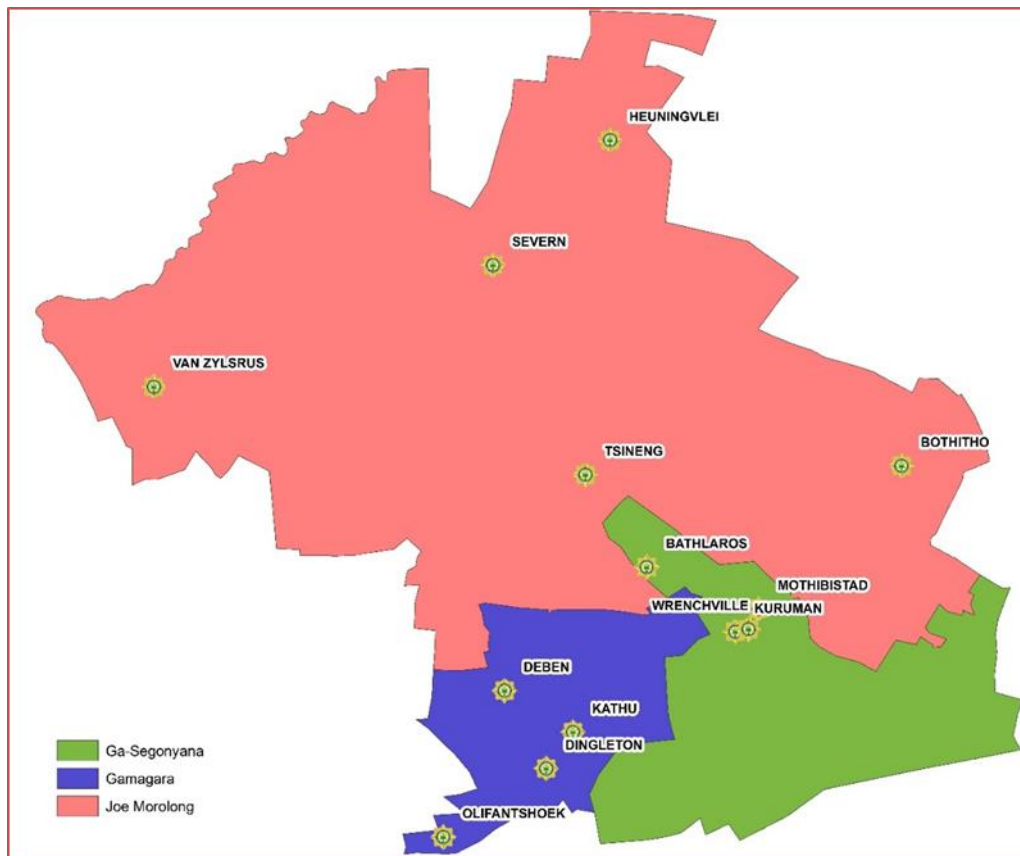 HEUNINGVLEI
SEVERN
VAN ZYLSRUS
TSINENG
BOTHITHO
BATHLAROS
MOTHIBISTAD
WRENCHVILLE
KURUMAN
DEBEN
KATHU
DINGLETON
OLIFANTSHOEK
Ga-Segonyana
Gamagara
Joe Morolong